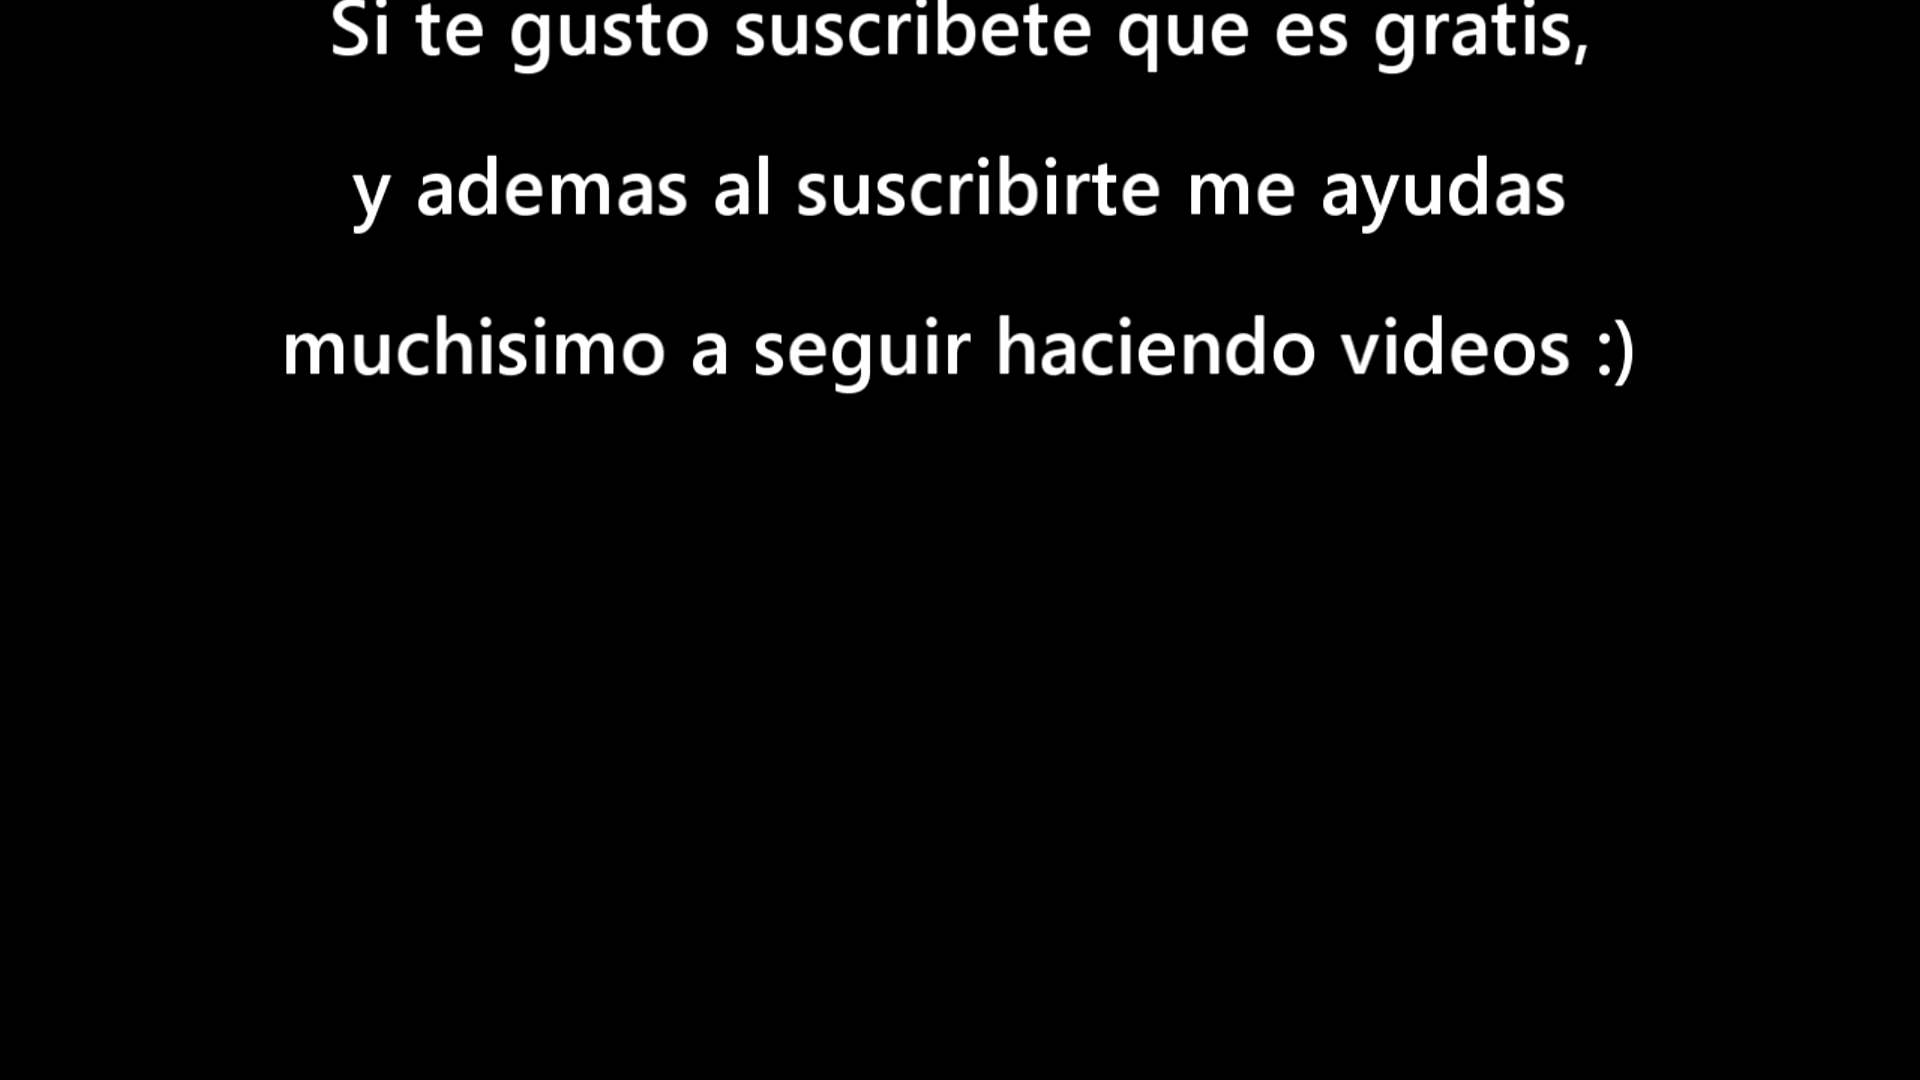 Si te gusto suscribete que es gratis,
y ademas al suscribirte me ayudas
muchisimo a seguir haciendo videos :)